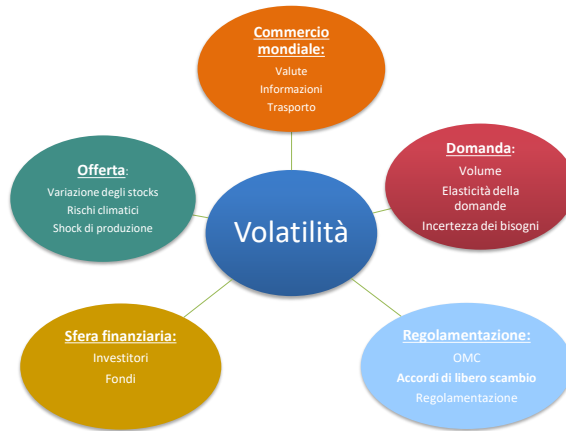 Commercio
mondiale:
Valute
Informazioni
Trasporto
Offerta:
Variazione degli stocks
Rischi climatici
Shock di produzione
Domanda:
Volume
Elasticità della
domande
Incertezza dei bisogni
Volatilità
Sfera finanziaria:
Investitori
Fondi
Regolamentazione:
OMC
Accordi di libero scambio
Regolamentazione